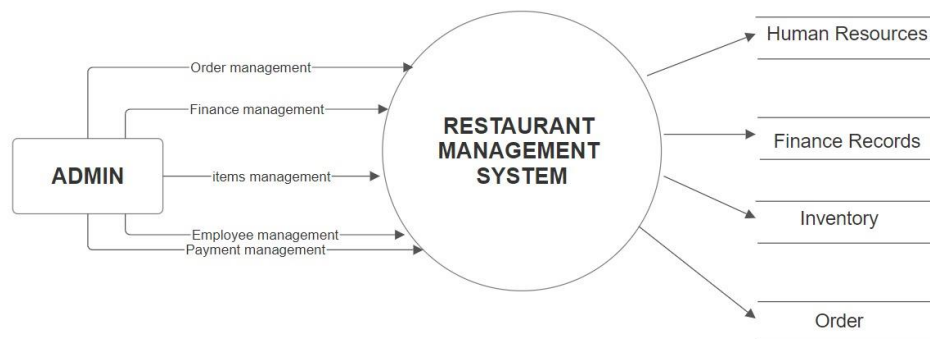 Human Resources
Order management
Finance management
RESTAURANT
MANAGEMENT
SYSTEM
Finance Records
ADMIN
items management
Inventory
Employee management
Payment management
Order